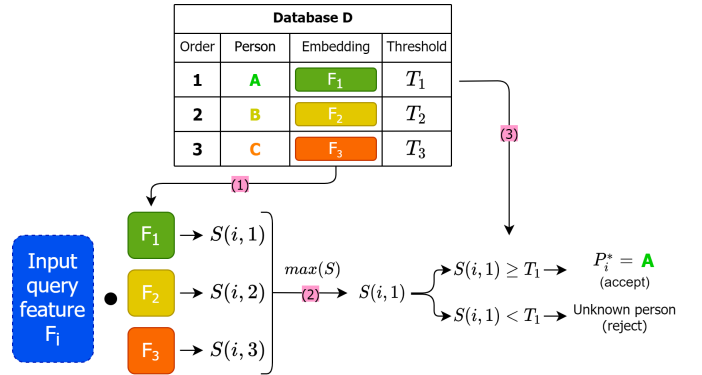 Database D
Order Person Embedding Threshold
1 A F₁ T₁
2 B F₂ T₂
3 C F₃ T₃
(1)
(3)
Input
query
feature
Fᵢ
F₁ S(i, 1)
F₂ S(i, 2)
F₃ S(i, 3)
max(S)
(2)
S(i, 1)
S(i, 1) ≥ T₁
Pᵢ* = A
(accept)
S(i, 1) < T₁
Unknown person
(reject)